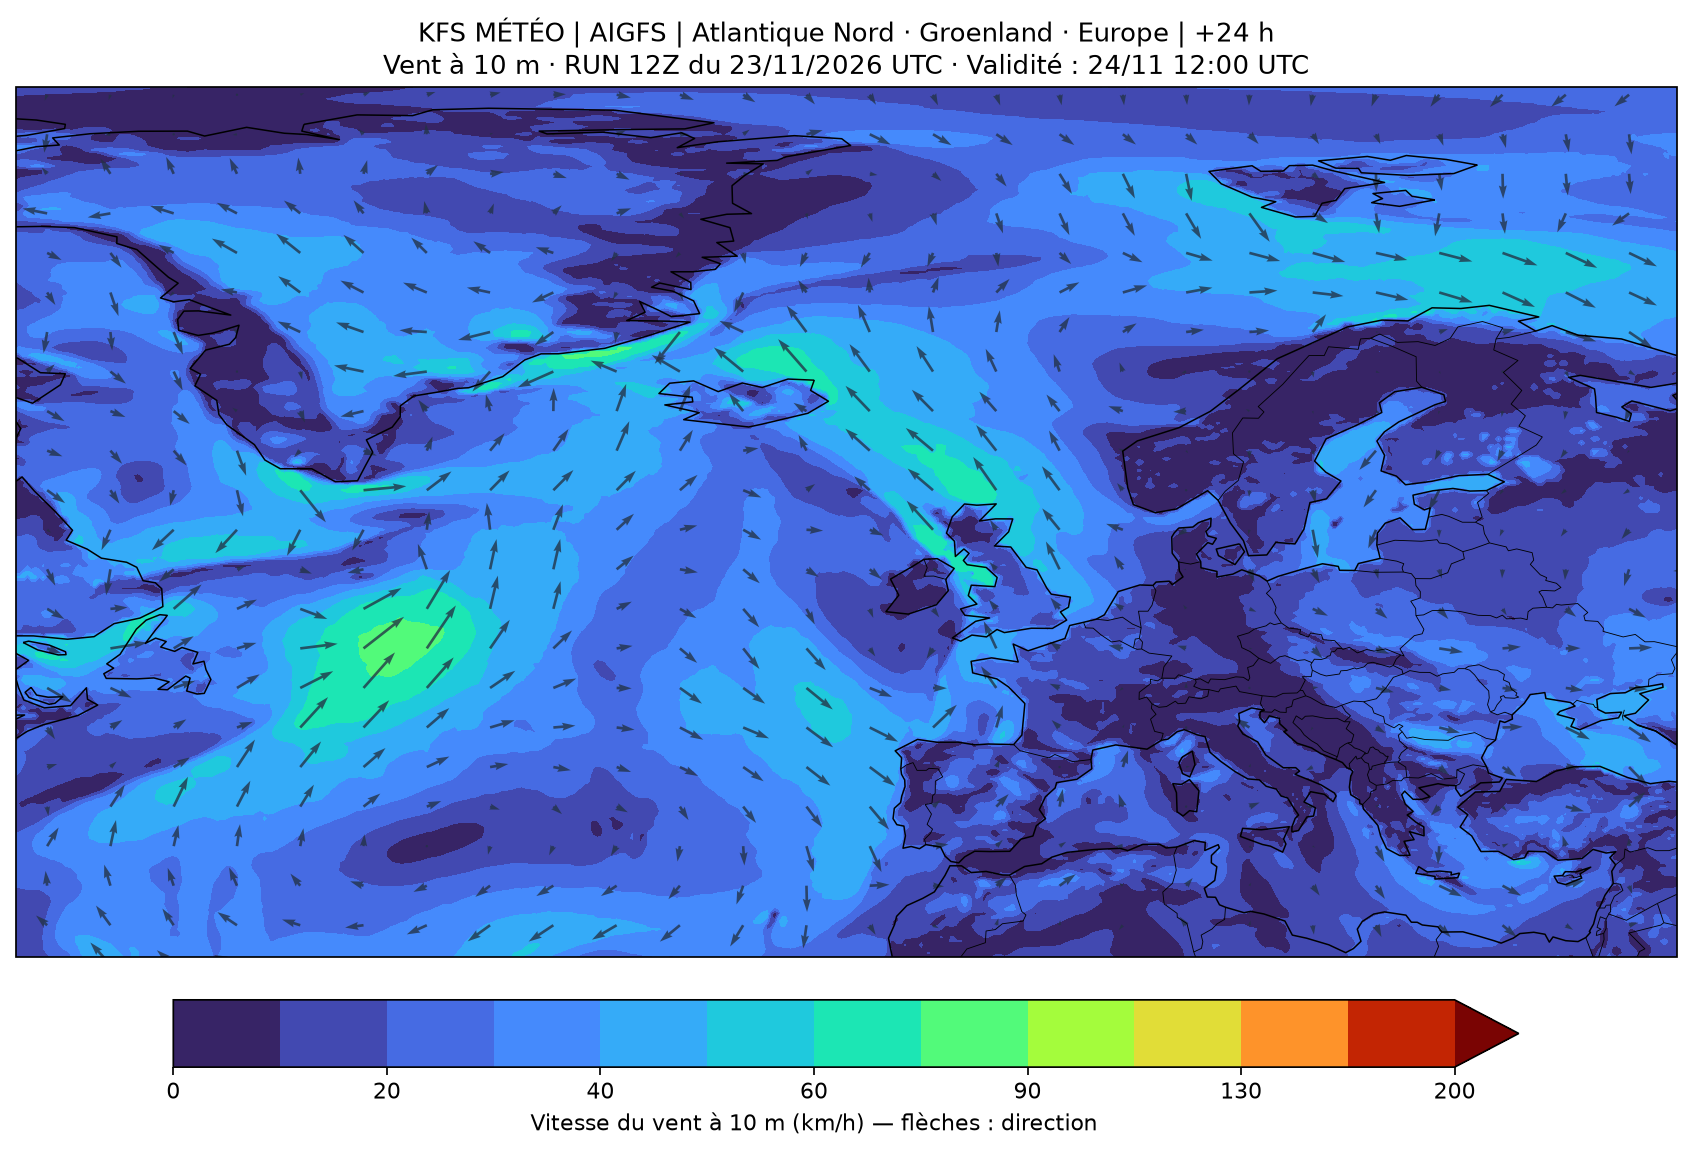 KFS MÉTÉO | AIGFS | Atlantique Nord · Groenland · Europe | +24 h
Vent à 10 m · RUN 12Z du 23/11/2026 UTC · Validité : 24/11 12:00 UTC
0 20 40 60 90 130 200
Vitesse du vent à 10 m (km/h) — flèches : direction